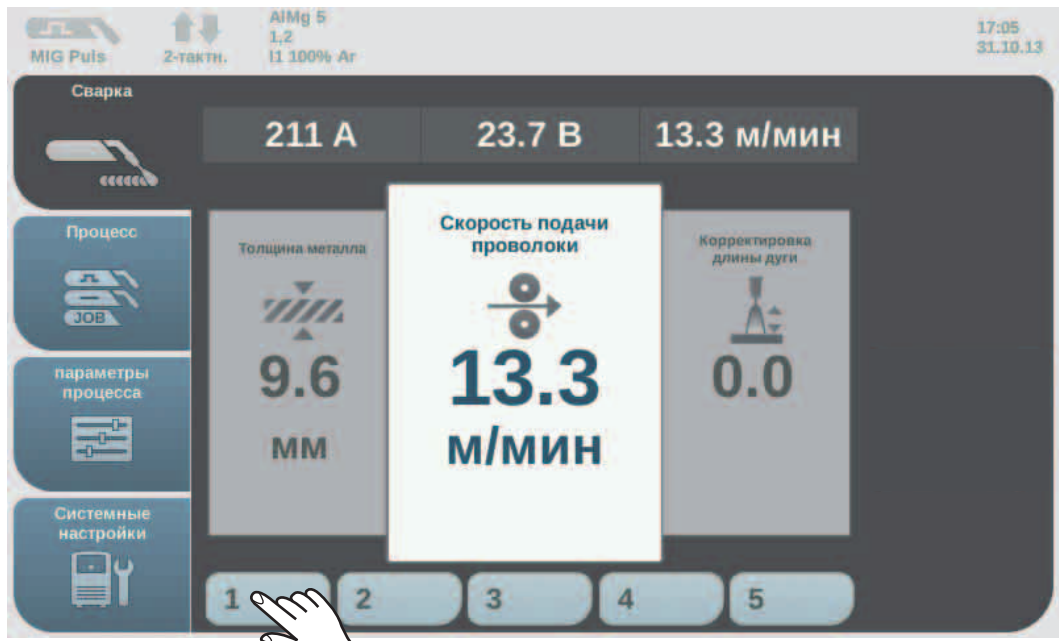 AlMg 5
1,2
I1 100% Ar
MIG Puls
2-тактн.
17:05
31.10.13
Сварка
211 A
23.7 В
13.3 м/мин
Процесс
JOB
параметры
процесса
Системные
настройки
Толщина металла
9.6
мм
Скорость подачи
проволоки
13.3
м/мин
Корректировка
длины дуги
0.0
1
2
3
4
5